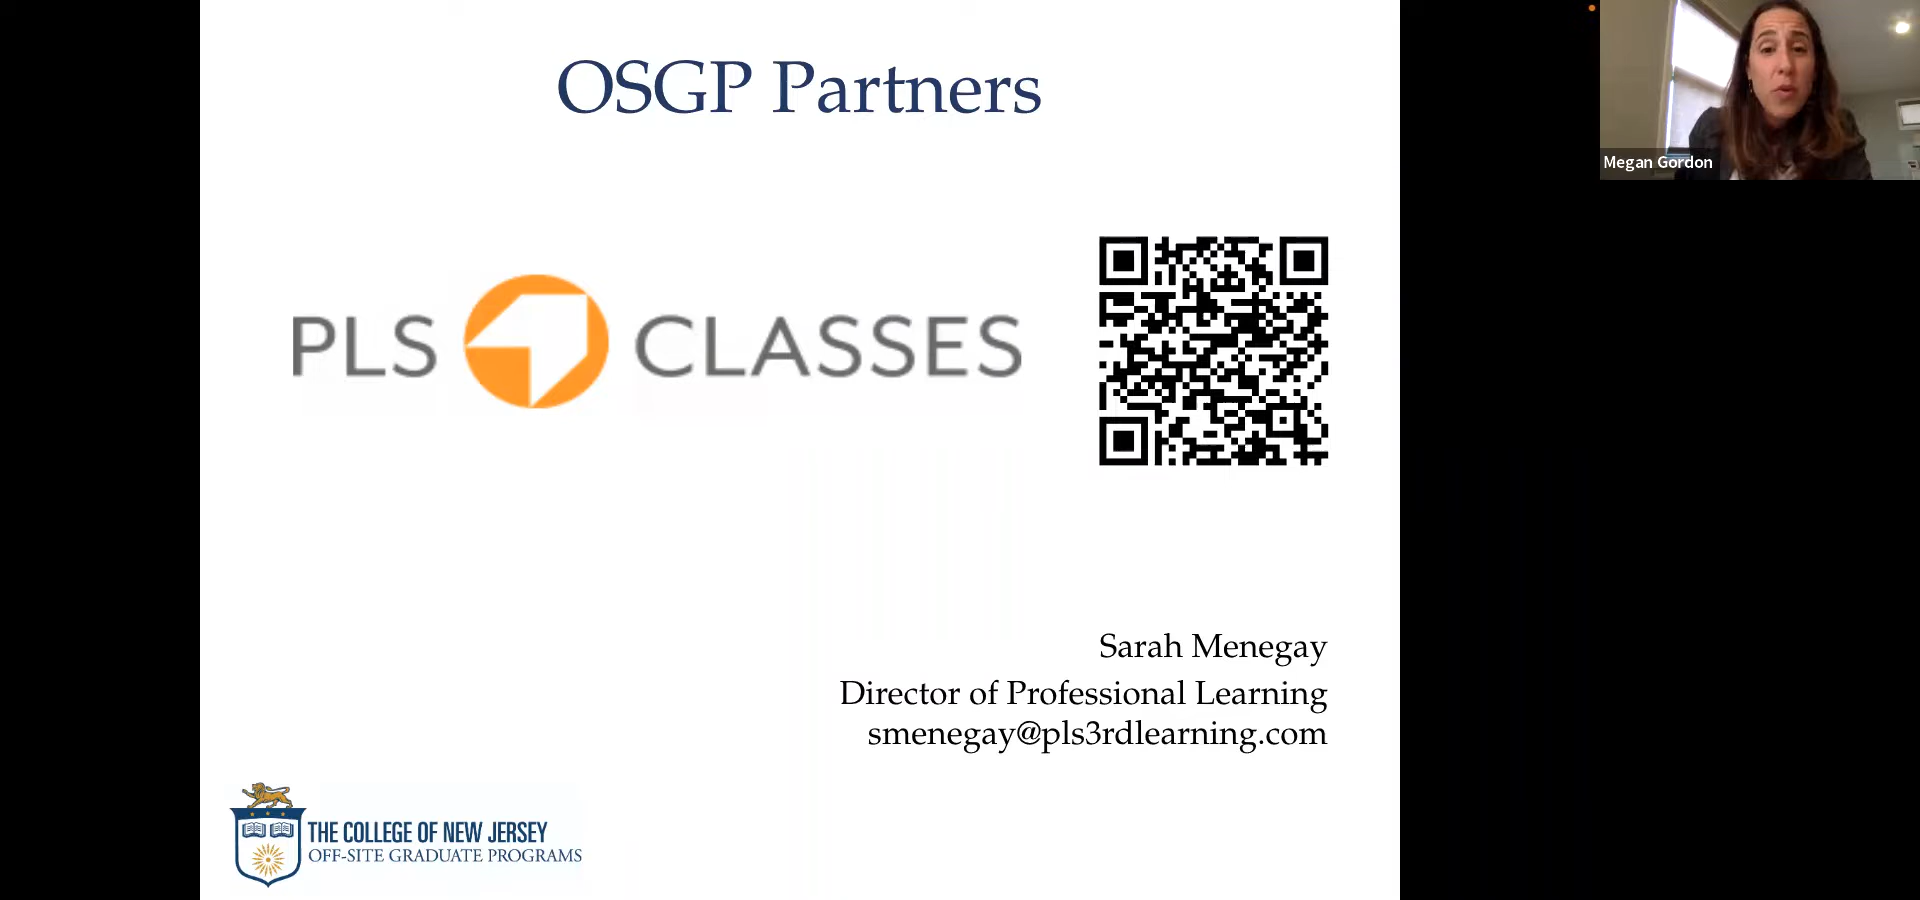 OSGP Partners
Megan Gordon
PLS CLASSES
Sarah Menegay
Director of Professional Learning
smenegay@pls3rdlearning.com
THE COLLEGE OF NEW JERSEY
OFF-SITE GRADUATE PROGRAMS